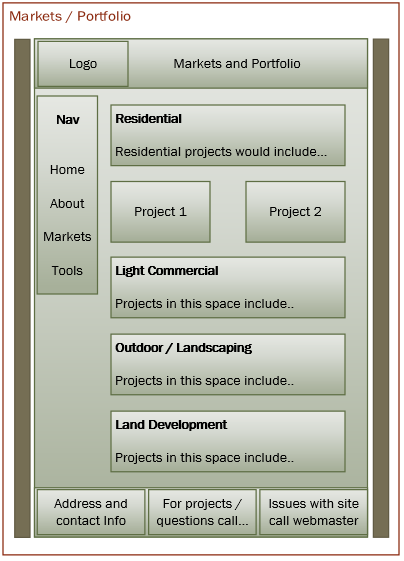 Markets / Portfolio
Logo
Markets and Portfolio
Nav
Home
About
Markets
Tools
Residential
Residential projects would include...
Project 1
Project 2
Light Commercial
Projects in this space include..
Outdoor / Landscaping
Projects in this space include..
Land Development
Projects in this space include..
Address and
contact Info
For projects /
questions call...
Issues with site
call webmaster